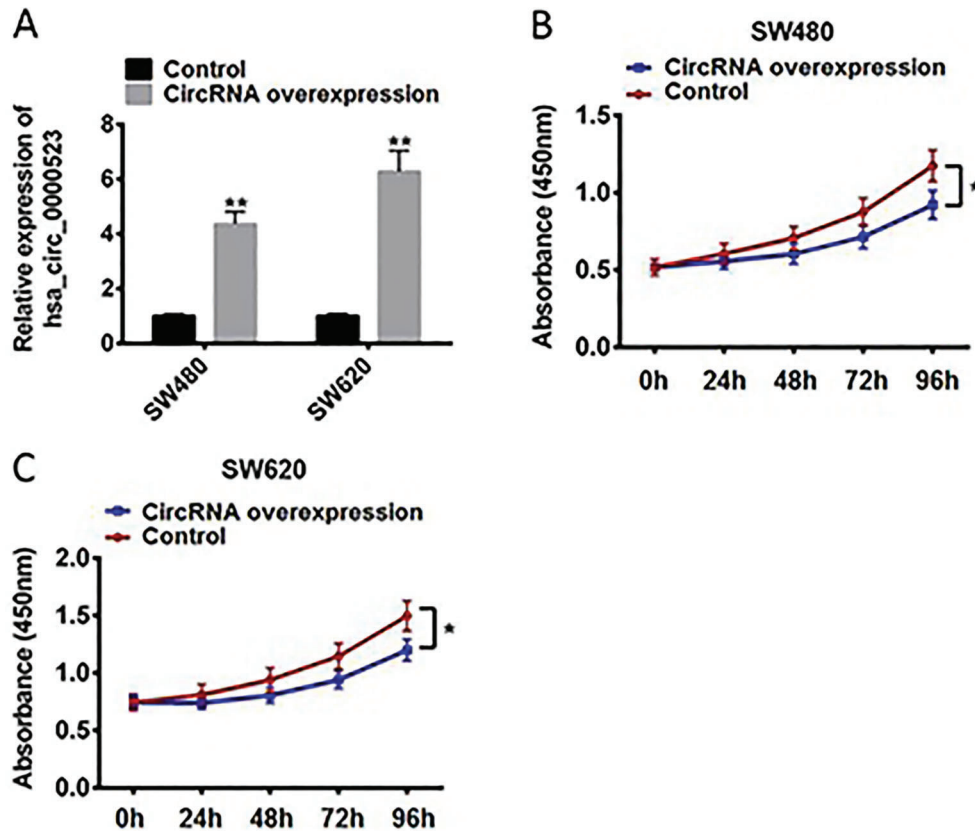 A
Control
CircRNA overexpression
Relative expression of
hsa_circ_0000523
8
6
4
2
0
**
**
SW480
SW620
B
SW480
CircRNA overexpression
Control
Absorbance (450nm)
1.5
1.0
0.5
0.0
*
0h 24h 48h 72h 96h
C
SW620
CircRNA overexpression
Control
Absorbance (450nm)
2.0
1.5
1.0
0.5
0.0
*
0h 24h 48h 72h 96h